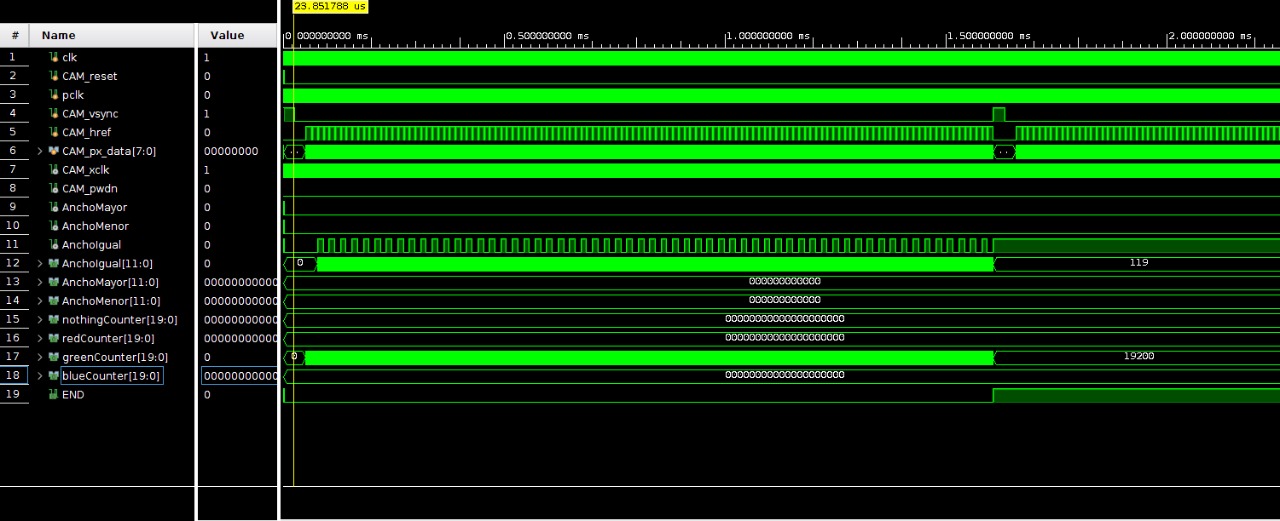 23.851788 us
# Name Value 0.000000000 ms 0.500000000 ms 1.000000000 ms 1.500000000 ms 2.000000000 ms
1 clk 1
2 CAM_reset 0
3 pclk 0
4 CAM_vsync 1
5 CAM_href 0
6 > CAM_px_data[7:0] 00000000 .. ..
7 CAM_xclk 1
8 CAM_pwdn 0
9 AnchoMayor 0
10 AnchoMenor 0
11 AnchoIgual 0
12 > AnchoIgual[11:0] 0 0 119
13 > AnchoMayor[11:0] 00000000000 000000000000
14 > AnchoMenor[11:0] 00000000000 000000000000
15 > nothingCounter[19:0] 00000000000 00000000000000000000
16 > redCounter[19:0] 00000000000 00000000000000000000
17 > greenCounter[19:0] 0 0 19200
18 > blueCounter[19:0] 00000000000 00000000000000000000
19 END 0